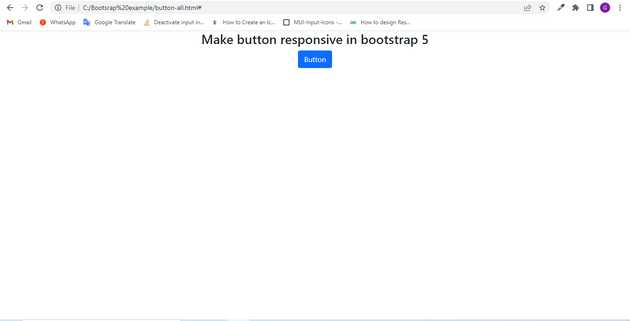 File C:/Bootsrap%20example/button-all.html#
G
Gmail WhatsApp Google Translate Deactivate input in... How to Create an Ic... MUI-Input-Icons -... How to design Res...
Make button responsive in bootstrap 5
Button